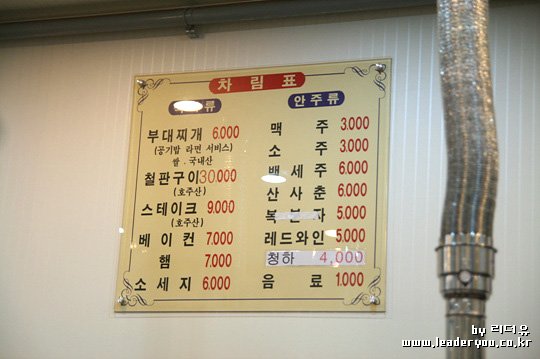 차림표
류
부대찌개 6.000
(공기밥 라면 서비스)
쌀.국내산
철판구이 30.000
(호주산)
스테이크 9.000
(호주산)
베이컨 7.000
햄 7.000
소세지 6.000
안주류
맥주 3.000
소주 3.000
백세주 6.000
산사춘 6.000
복분자 5.000
레드와인 5.000
청하 4,000
음료 1.000
by 리더유
www.leaderyou.co.kr